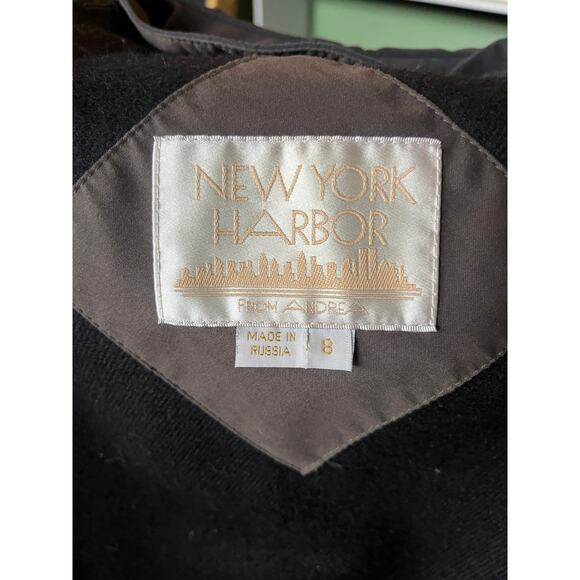 NEW YORK
HARBOR
FROM ANDREA
MADE IN
RUSSIA
8